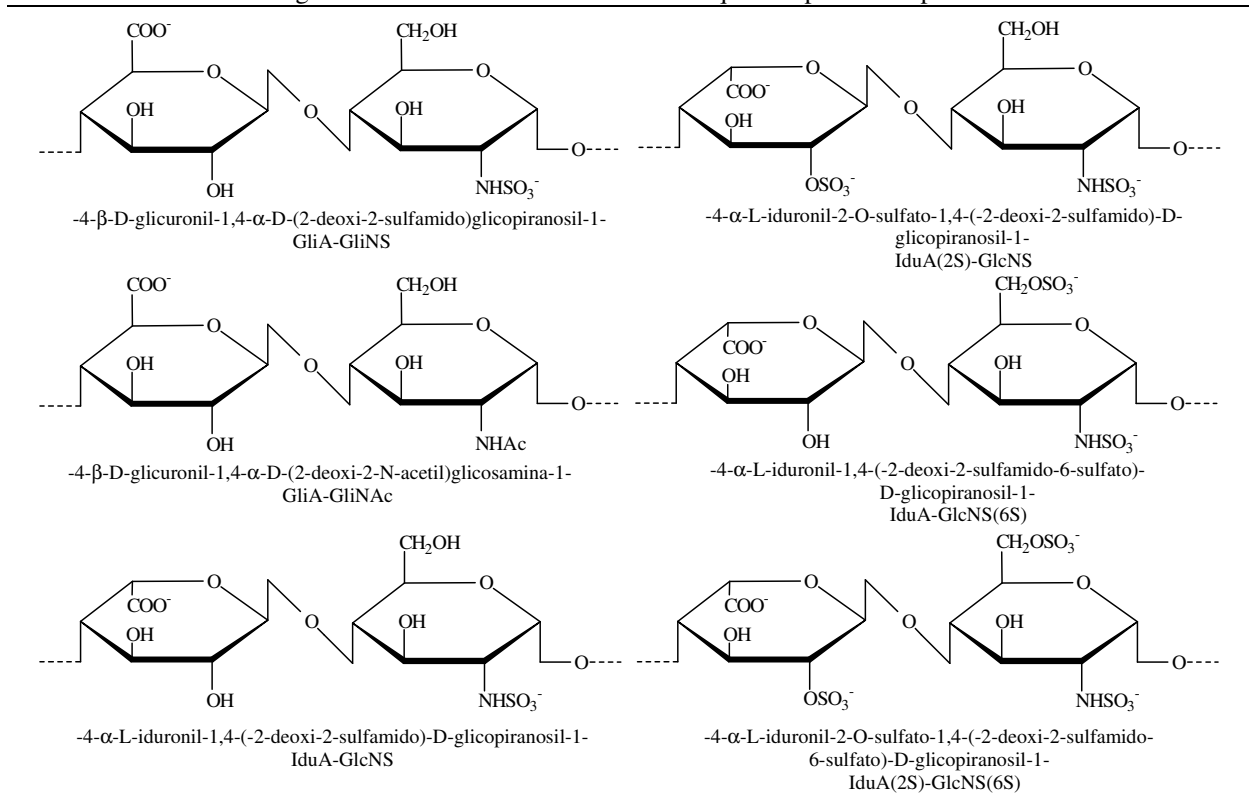 COO⁻
O
OH
OH
O
CH₂OH
O
OH
NHSO₃⁻
O
-4-β-D-glicuronil-1,4-α-D-(2-deoxi-2-sulfamido)glicopiranosil-1-
GliA-GliNS
O
COO⁻
OH
OSO₃⁻
O
CH₂OH
O
OH
NHSO₃⁻
O
-4-α-L-iduronil-2-O-sulfato-1,4-(-2-deoxi-2-sulfamido)-D-
glicopiranosil-1-
IduA(2S)-GlcNS
COO⁻
O
OH
OH
O
CH₂OH
O
OH
NHAc
O
-4-β-D-glicuronil-1,4-α-D-(2-deoxi-2-N-acetil)glicosamina-1-
GliA-GliNAc
O
COO⁻
OH
OH
O
CH₂OSO₃⁻
O
OH
NHSO₃⁻
O
-4-α-L-iduronil-1,4-(-2-deoxi-2-sulfamido-6-sulfato)-
D-glicopiranosil-1-
IduA-GlcNS(6S)
O
COO⁻
OH
OH
O
CH₂OH
O
OH
NHSO₃⁻
O
-4-α-L-iduronil-1,4-(-2-deoxi-2-sulfamido)-D-glicopiranosil-1-
IduA-GlcNS
O
COO⁻
OH
OSO₃⁻
O
CH₂OSO₃⁻
O
OH
NHSO₃⁻
O
-4-α-L-iduronil-2-O-sulfato-1,4-(-2-deoxi-2-sulfamido-
6-sulfato)-D-glicopiranosil-1-
IduA(2S)-GlcNS(6S)